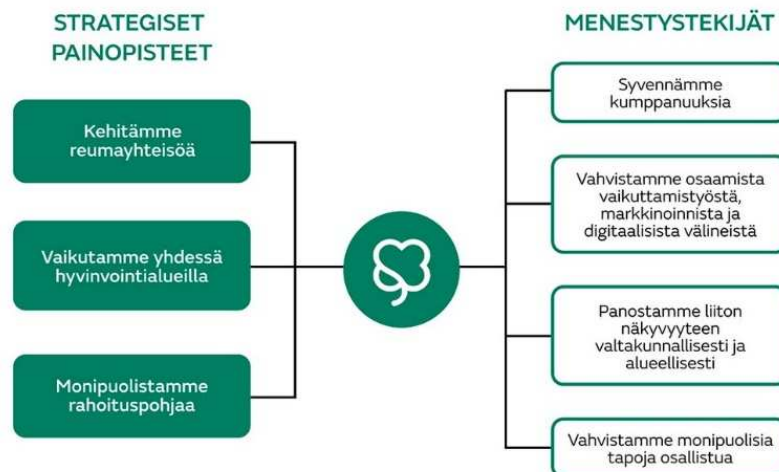 STRATEGISET
PAINOPISTEET
Kehitämme
reumayhteisöä
Vaikutamme yhdessä
hyvinvointialueilla
Monipuolistamme
rahoituspohjaa
MENESTYSTEKIJÄT
Syvennämme
kumppanuuksia
Vahvistamme osaamista
vaikuttamistyöstä,
markkinoinnista ja
digitaalisista välineistä
Panostamme liiton
näkyvyyteen
valtakunnallisesti ja
alueellisesti
Vahvistamme monipuolisia
tapoja osallistua